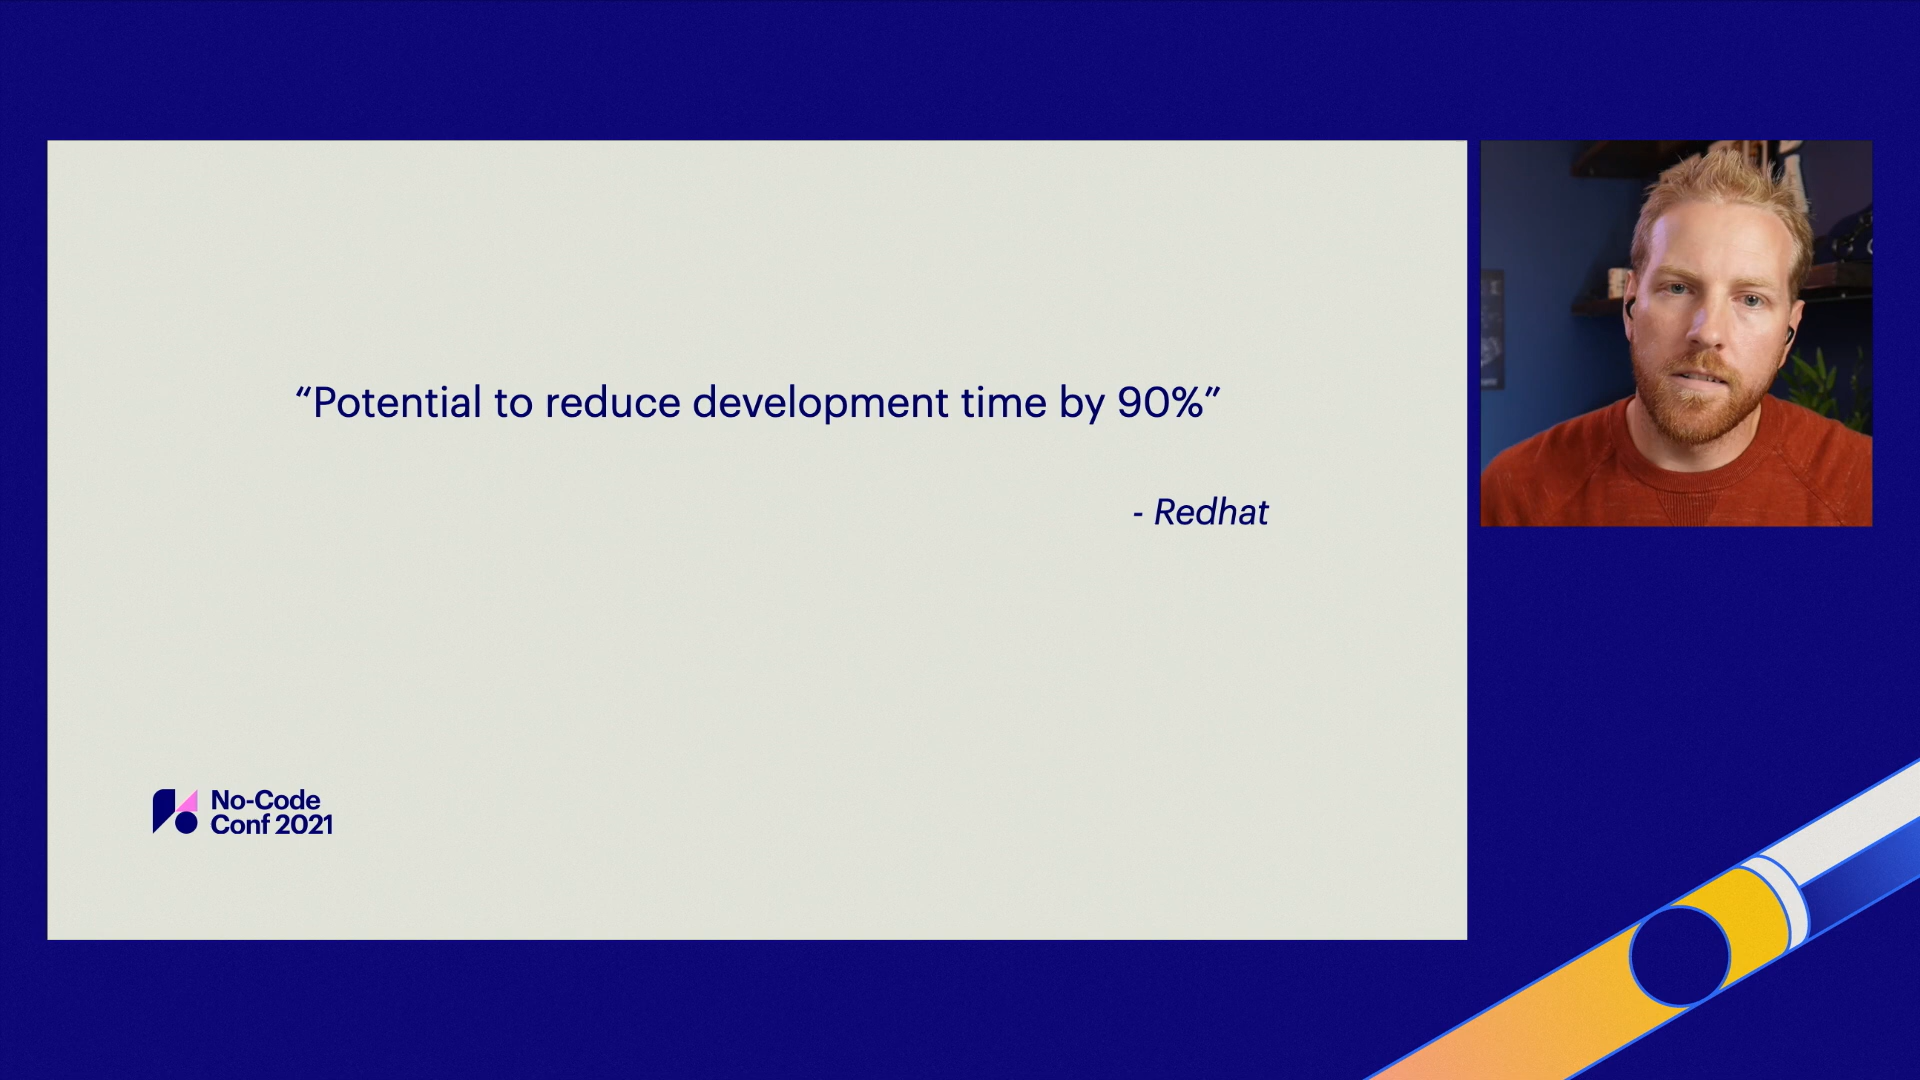 “Potential to reduce development time by 90%”
- Redhat
No-Code
Conf 2021